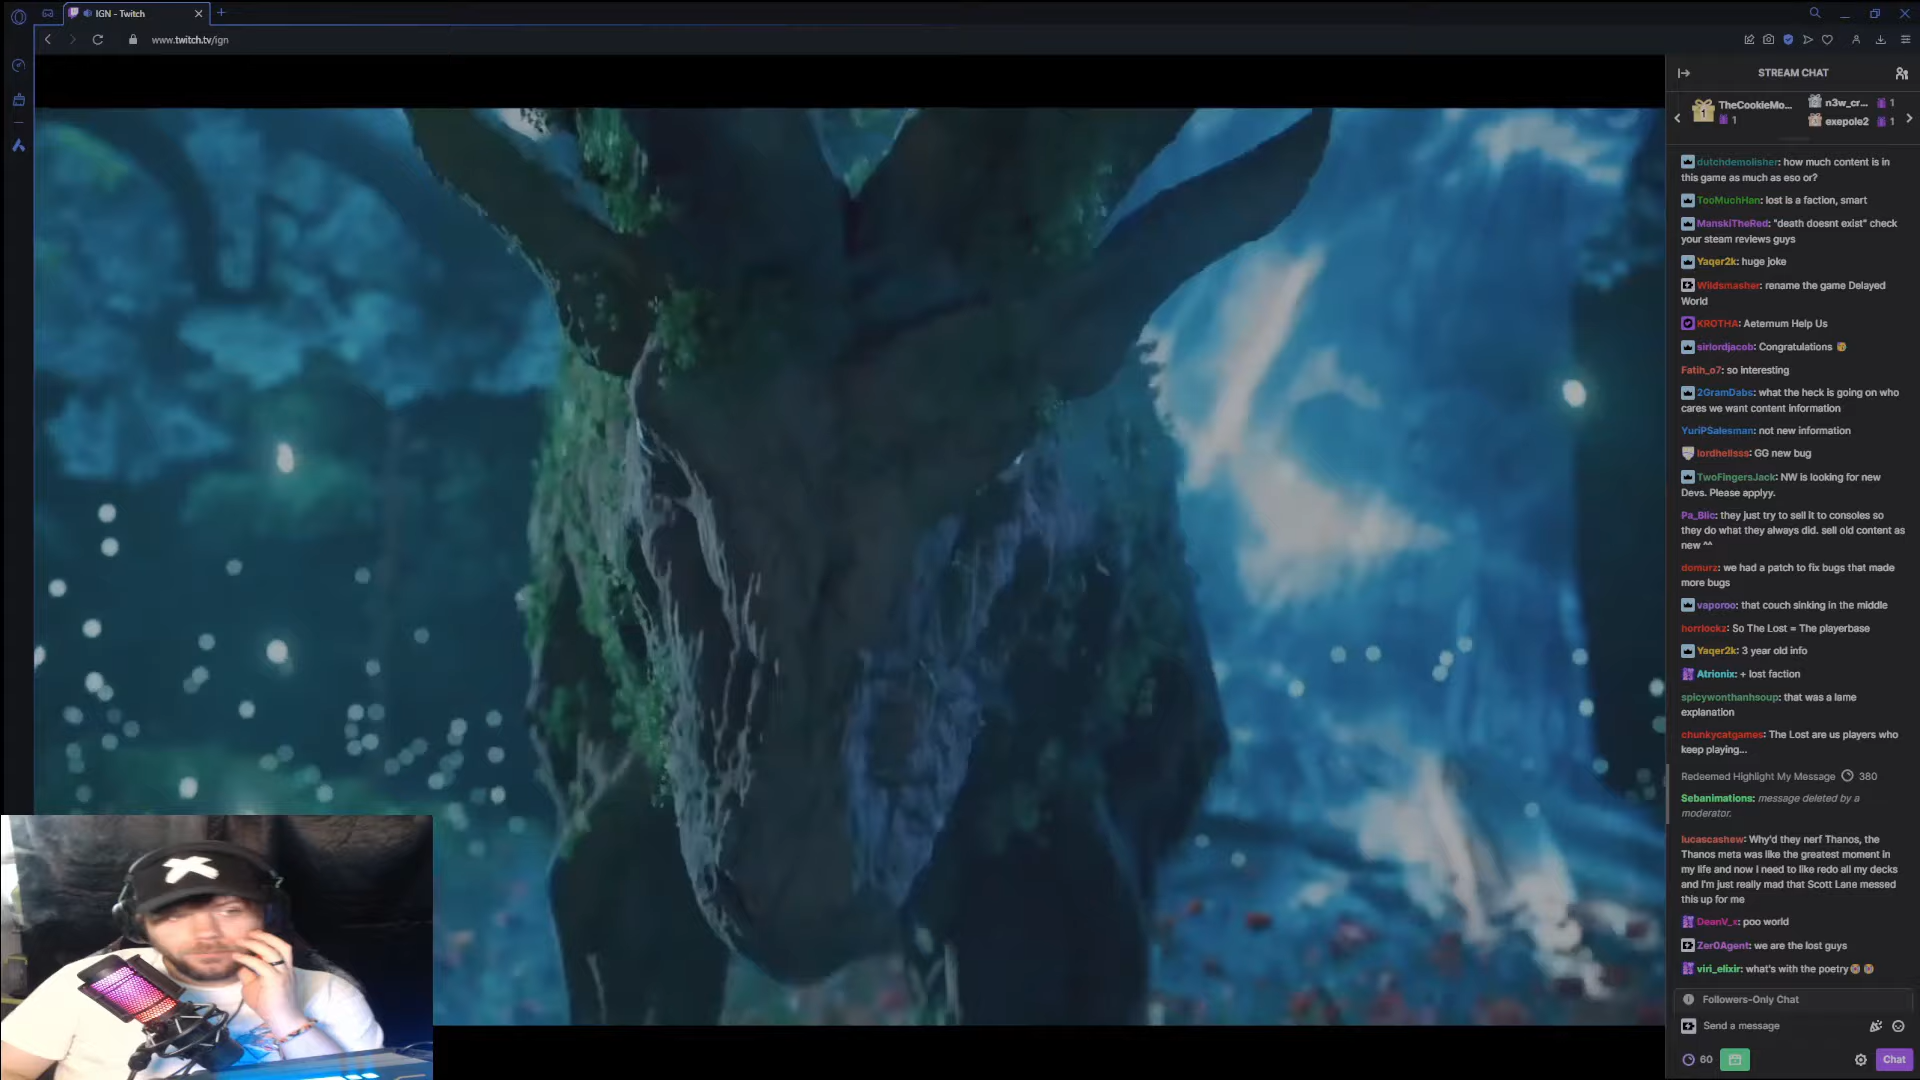 IGN - Twitch
www.twitch.tv/ign
STREAM CHAT
TheCookieMo...
1
n3w_cr...
1
exepole2
1
dutchdemolisher: how much content is in
this game as much as eso or?
TooMuchHan: lost is a faction, smart
ManskiTheRed: "death doesnt exist" check
your steam reviews guys
Yaqer2k: huge joke
Wildsmasher: rename the game Delayed
World
KROTHA: Aeternum Help Us
sirlordjacob: Congratulations
Fatih_o7: so interesting
2GramDabs: what the heck is going on who
cares we want content information
YuriPSalesman: not new information
lordhellsss: GG new bug
TwoFingersJack: NW is looking for new
Devs. Please applyy.
Pa_Blic: they just try to sell it to consoles so
they do what they always did. sell old content as
new ^^
domurz: we had a patch to fix bugs that made
more bugs
vaporoo: that couch sinking in the middle
horrlockz: So The Lost = The playerbase
Yaqer2k: 3 year old info
Atrionix: + lost faction
spicywonthanhsoup: that was a lame
explanation
chunkycatgames: The Lost are us players who
keep playing...
Redeemed Highlight My Message 380
Sebanimations: message deleted by a
moderator.
lucascashew: Why'd they nerf Thanos, the
Thanos meta was like the greatest moment in
my life and now I need to like redo all my decks
and I'm just really mad that Scott Lane messed
this up for me
DeanV_x: poo world
Zer0Agent: we are the lost guys
viri_elixir: what's with the poetry
Followers-Only Chat
Send a message
60
Chat